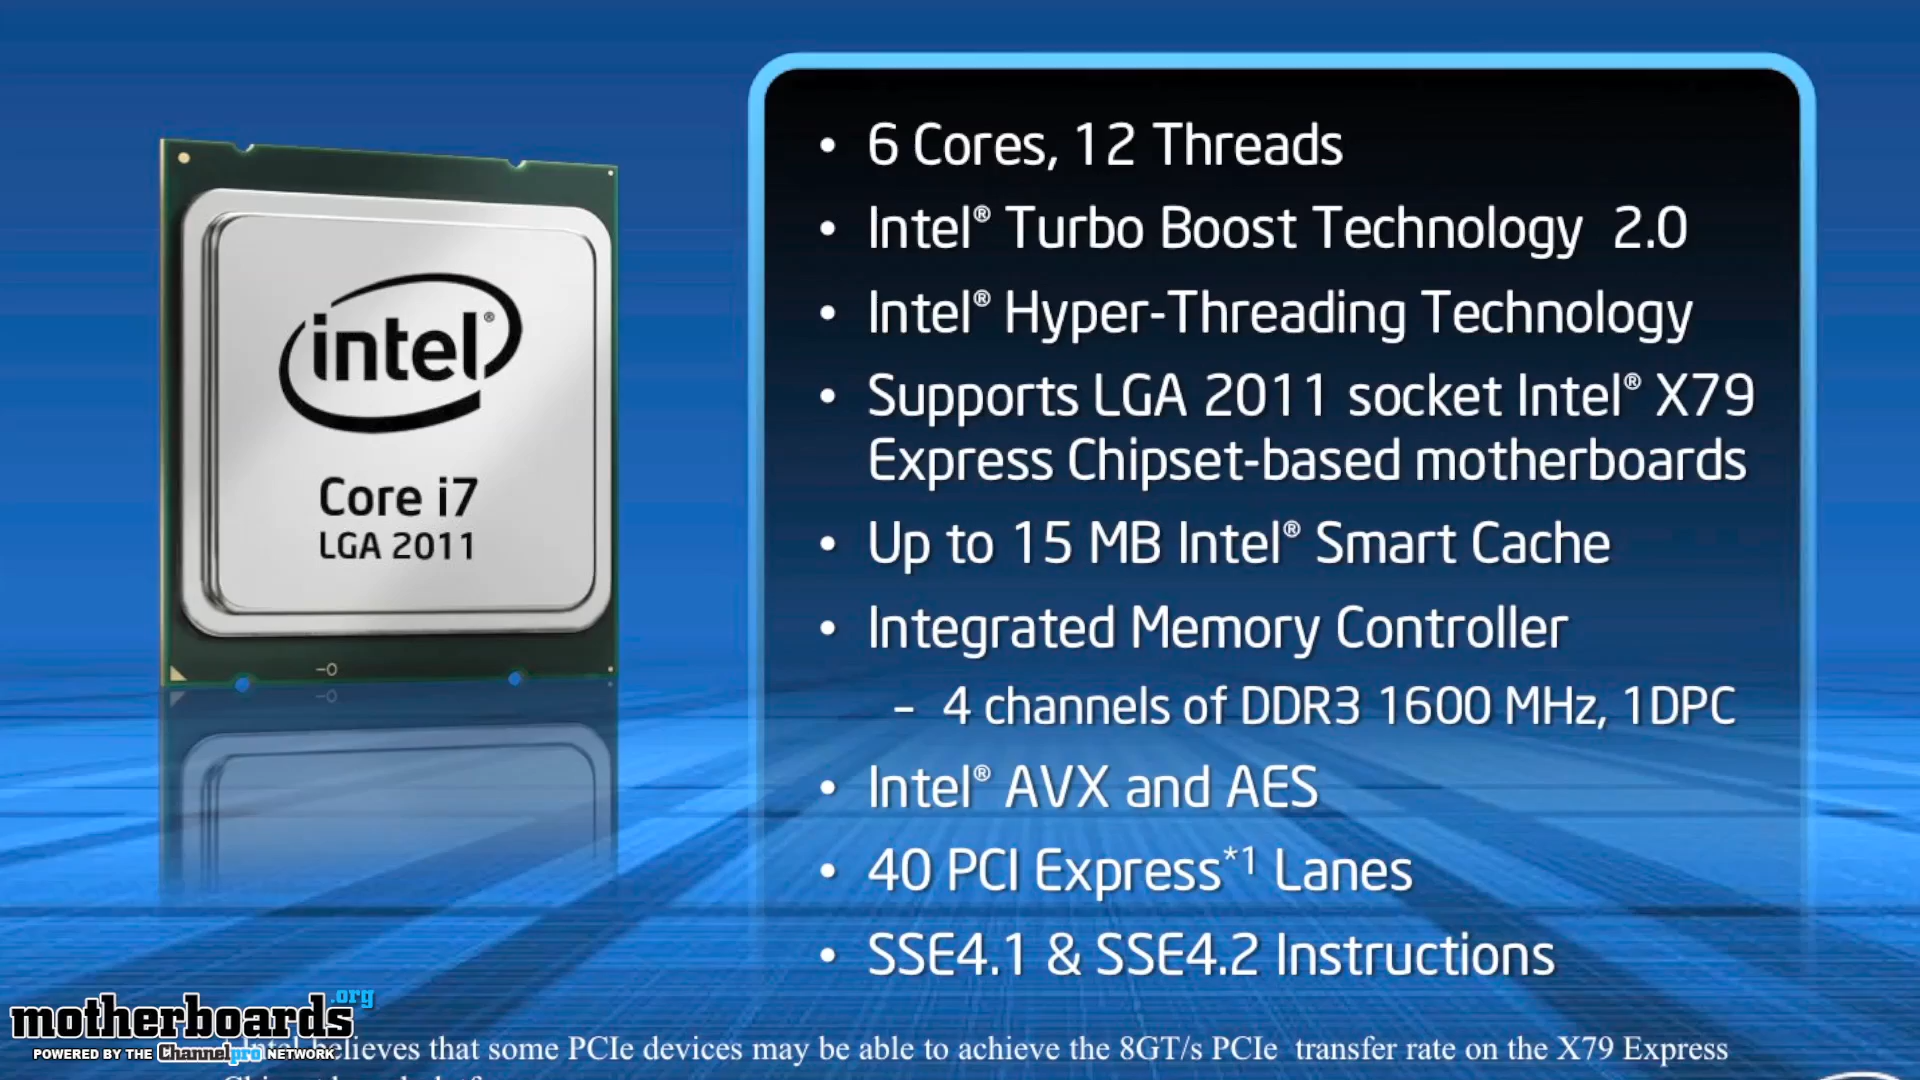 intel®
Core i7
LGA 2011
• 6 Cores, 12 Threads
• Intel® Turbo Boost Technology 2.0
• Intel® Hyper-Threading Technology
• Supports LGA 2011 socket Intel® X79
Express Chipset-based motherboards
• Up to 15 MB Intel® Smart Cache
• Integrated Memory Controller
– 4 channels of DDR3 1600 MHz, 1DPC
• Intel® AVX and AES
• 40 PCI Express*1 Lanes
• SSE4.1 & SSE4.2 Instructions
motherboards.org
POWERED BY THE Channelpro NETWORK
Intel believes that some PCIe devices may be able to achieve the 8GT/s PCIe transfer rate on the X79 Express